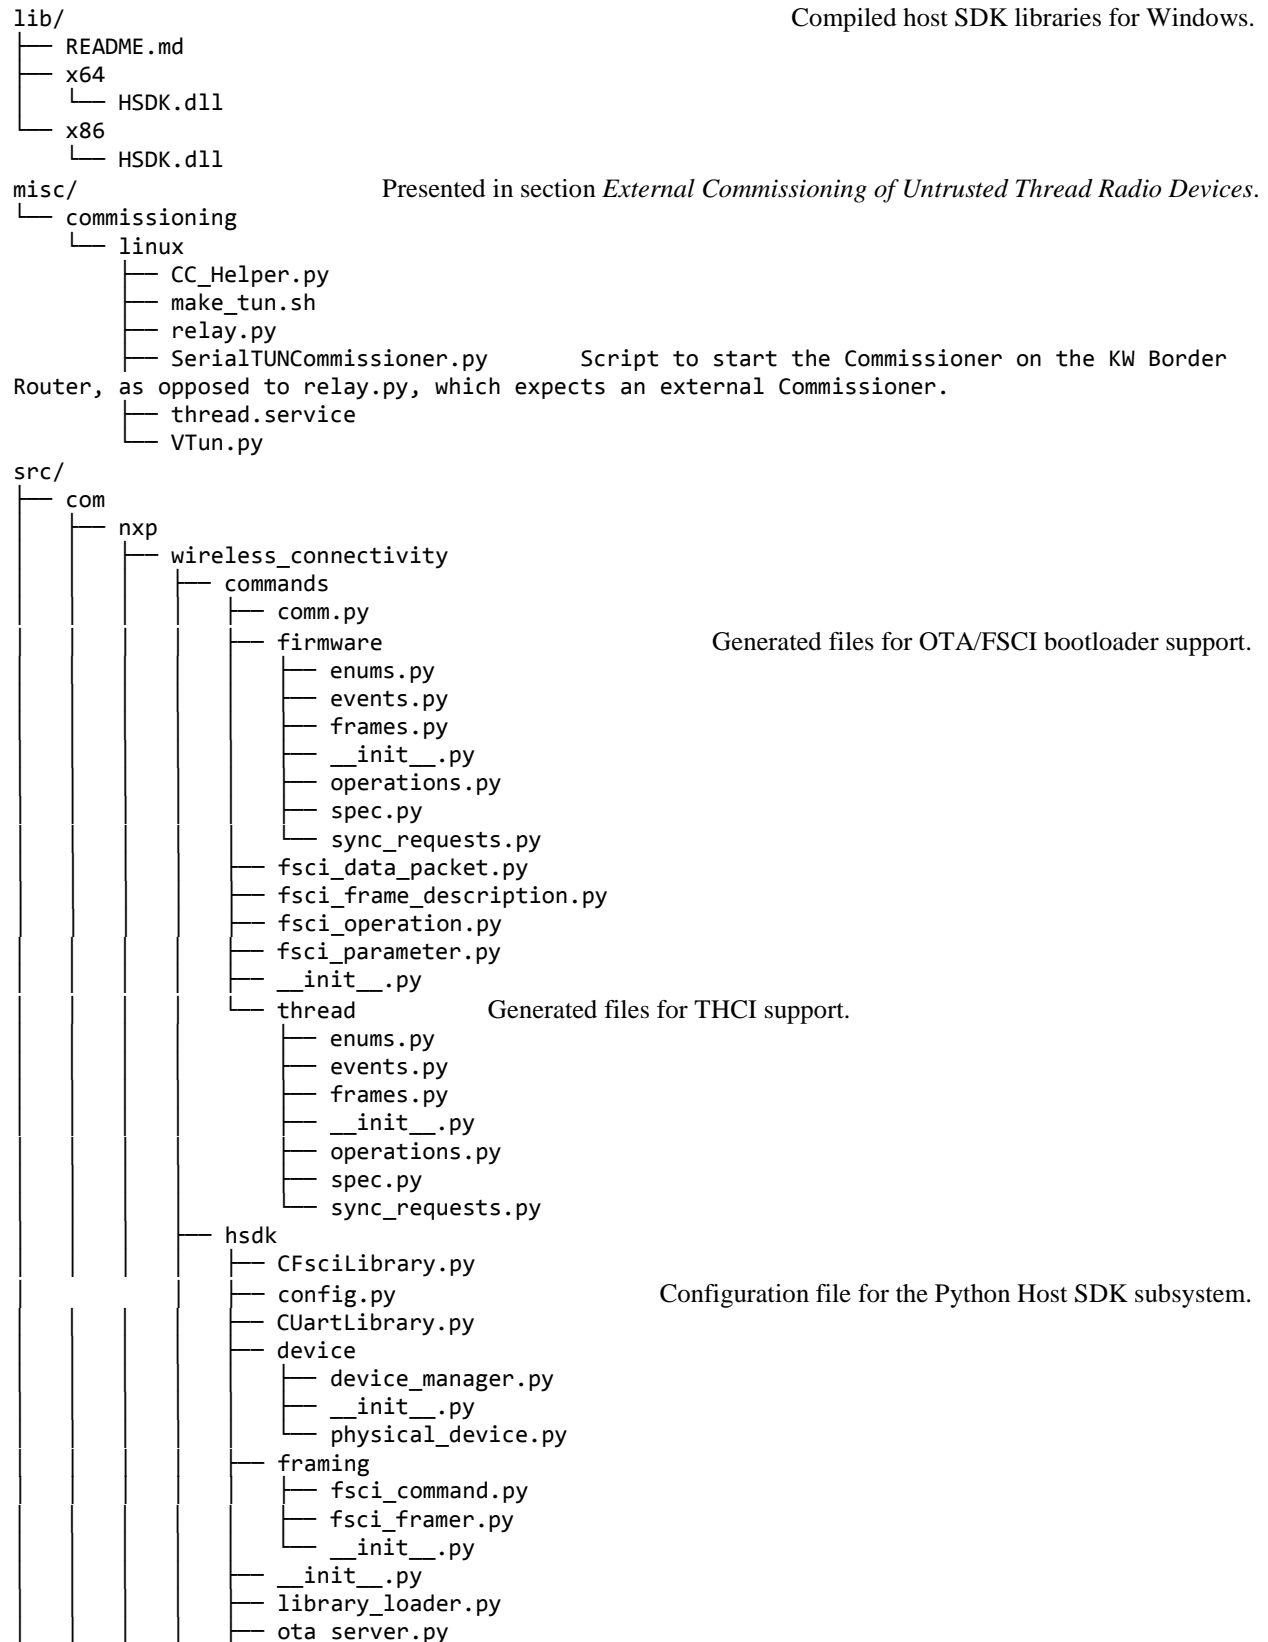 lib/ Compiled host SDK libraries for Windows.
├── README.md
├── x64
│   └── HSDK.dll
└── x86
    └── HSDK.dll
misc/ Presented in section External Commissioning of Untrusted Thread Radio Devices.
└── commissioning
    └── linux
        ├── CC_Helper.py
        ├── make_tun.sh
        ├── relay.py
        ├── SerialTUNCommissioner.py Script to start the Commissioner on the KW Border
Router, as opposed to relay.py, which expects an external Commissioner.
        ├── thread.service
        └── VTun.py
src/
├── com
│   ├── nxp
│   │   ├── wireless_connectivity
│   │   │   ├── commands
│   │   │   │   ├── comm.py
│   │   │   │   ├── firmware Generated files for OTA/FSCI bootloader support.
│   │   │   │   │   ├── enums.py
│   │   │   │   │   ├── events.py
│   │   │   │   │   ├── frames.py
│   │   │   │   │   ├── __init__.py
│   │   │   │   │   ├── operations.py
│   │   │   │   │   ├── spec.py
│   │   │   │   │   └── sync_requests.py
│   │   │   │   ├── fsci_data_packet.py
│   │   │   │   ├── fsci_frame_description.py
│   │   │   │   ├── fsci_operation.py
│   │   │   │   ├── fsci_parameter.py
│   │   │   │   ├── __init__.py
│   │   │   │   └── thread Generated files for THCI support.
│   │   │   │       ├── enums.py
│   │   │   │       ├── events.py
│   │   │   │       ├── frames.py
│   │   │   │       ├── __init__.py
│   │   │   │       ├── operations.py
│   │   │   │       ├── spec.py
│   │   │   │       └── sync_requests.py
│   │   │   ├── hsdk
│   │   │   │   ├── CFsciLibrary.py
│           │   ├── config.py Configuration file for the Python Host SDK subsystem.
│   │   │   │   ├── CUartLibrary.py
│   │   │   │   ├── device
│   │   │   │   │   ├── device_manager.py
│   │   │   │   │   ├── __init__.py
│   │   │   │   │   └── physical_device.py
│   │   │   │   ├── framing
│   │   │   │   │   ├── fsci_command.py
│   │   │   │   │   ├── fsci_framer.py
│   │   │   │   │   └── __init__.py
│   │   │   │   ├── __init__.py
│   │   │   │   ├── library_loader.py
│   │   │   │   ├── ota_server.py